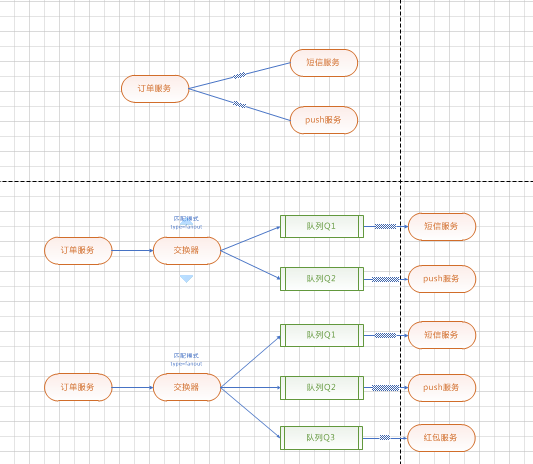 短信服务
订单服务
push服务
匹配模式
type=fanout
订单服务
交换器
队列Q1
短信服务
队列Q2
push服务
匹配模式
type=fanout
订单服务
交换器
队列Q1
短信服务
队列Q2
push服务
队列Q3
红包服务